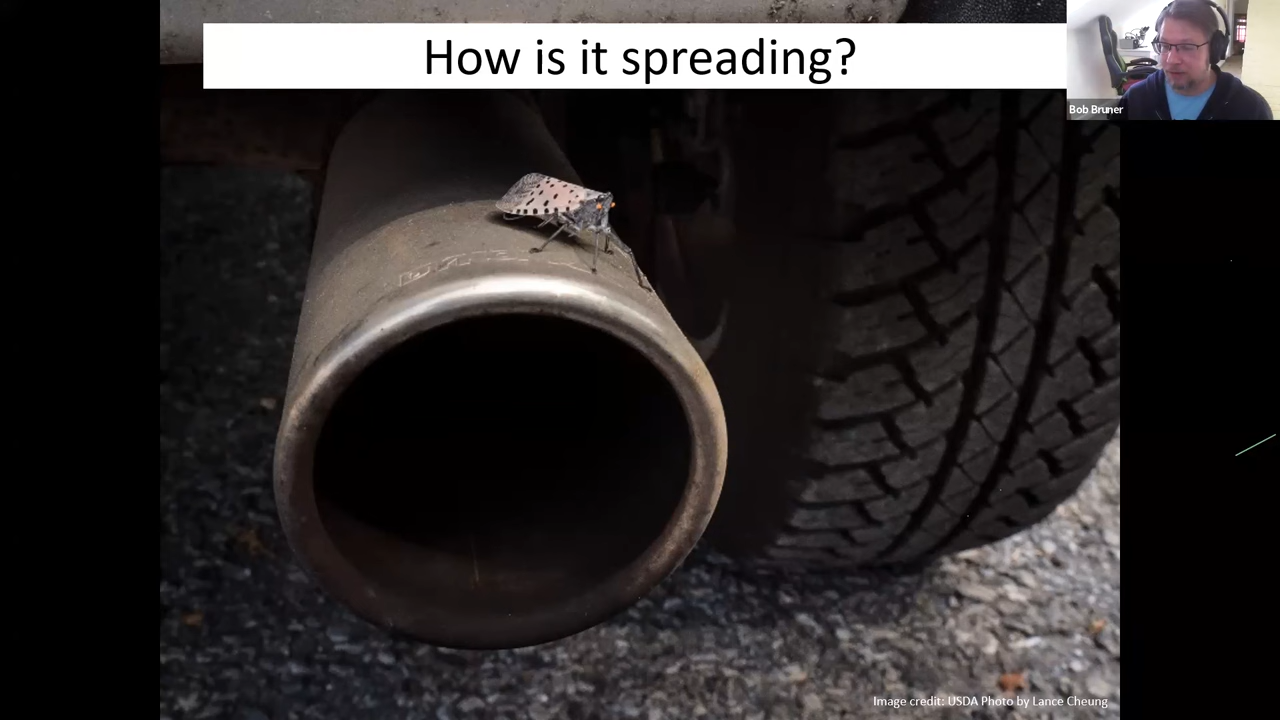 How is it spreading?
Bob Bruner
Image credit: USDA Photo by Lance Cheung